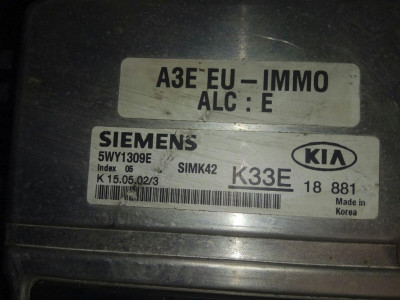 A3E EU-IMMO
ALC : E
SIEMENS
KIA
5WY1309E
Index 05
SIMK42
K33E
18 881
K 15.05.02/3
Made in
Korea